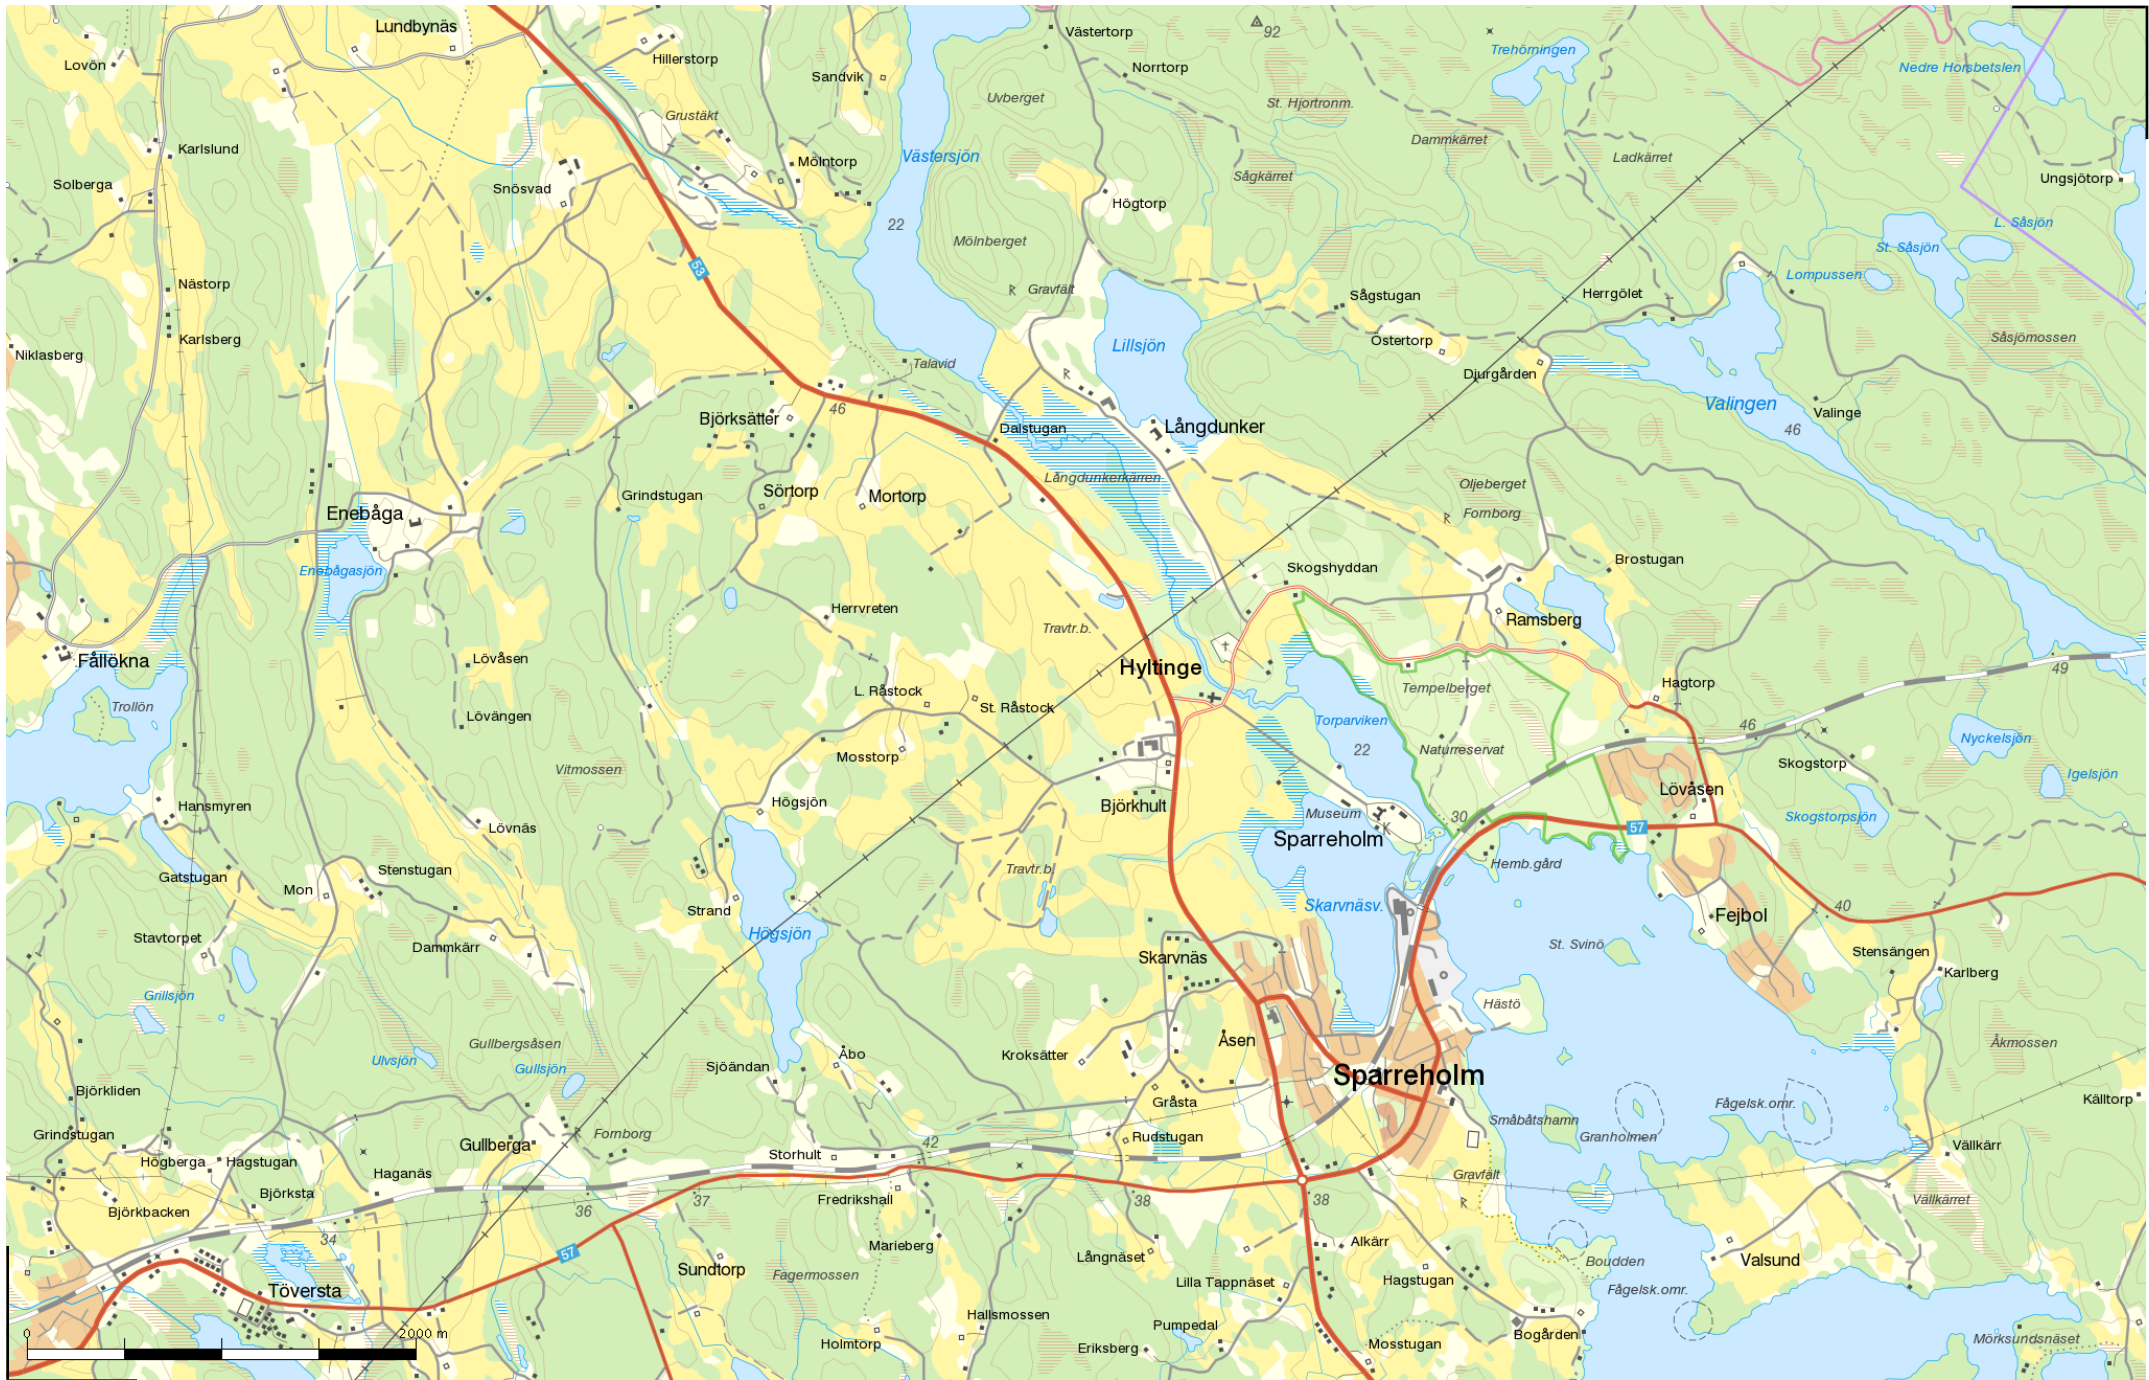 Lundbynäs
Västertorp
92
Trehörningen
Nedre Horsbetslen
Lovön
Hillerstorp
Sandvik
Norrtorp
Uvberget
St. Hjortronm.
Grustäkt
Dammkärret
Ladkärret
Karlslund
Solberga
Snösvad
Mölntorp
Västersjön
Sågkärret
Ungsjötorp
Högtorp
22
Mölnberget
L. Såsjön
St. Såsjön
53
Nästorp
Gravfält
Sågstugan
Herrgölet
Lompussen
Karlsberg
Niklasberg
Lillsjön
Östertorp
Såsjömossen
Talavid
Djurgården
Björksätter
46
Dalstugan
Långdunker
Valingen
Valinge
46
Grindstugan
Sörtorp
Mortorp
Långdunkerkärren
Oljeberget
Fornborg
Enebåga
Enebågasjön
Skogshyddan
Brostugan
Herrvreten
Travtr.b.
Ramsberg
Fållökna
Lövåsen
Hyltinge
49
Trollön
L. Råstock
St. Råstock
Tempelberget
Hagtorp
Lövängen
Torparviken
46
Nyckelsjön
22
Naturreservat
Vitmossen
Mosstorp
Skogstorp
Igelsjön
Hansmyren
Högsjön
Björkhult
Lövåsen
Museum
30
Skogstorpsjön
Lövnäs
Sparreholm
K
57
Gatstugan
Mon
Stenstugan
Travtr.b.
Hemb.gård
Strand
Skarvnäsv.
Fejbol
40
Stavtorpet
Dammkärr
Högsjön
St. Svinö
Stensängen
Skarvnäs
Karlberg
Grillsjön
Hästö
Gullbergsåsen
Åsen
Åkmossen
Ulvsjön
Gullsjön
Sjöändan
Åbo
Kroksätter
Sparreholm
Björkliden
Gråsta
Fågelsk.omr.
Källtorp
Grindstugan
Gullberga
Fornborg
42
Rudstugan
Småbåtshamn
Granholmen
Vällkärr
Högberga
Hagstugan
Haganäs
Storhult
Gravfält
Björksta
37
Fredrikshall
38
38
Vällkärret
Björkbacken
36
34
57
Marieberg
Långnäset
Alkärr
Valsund
Sundtorp
Fagermossen
Lilla Tappnäset
Hagstugan
Boudden
Töversta
Fågelsk.omr.
Hallsmossen
Pumpedal
Bogården
Mörksundsnäset
0
2000 m
Holmtorp
Eriksberg
Mosstugan